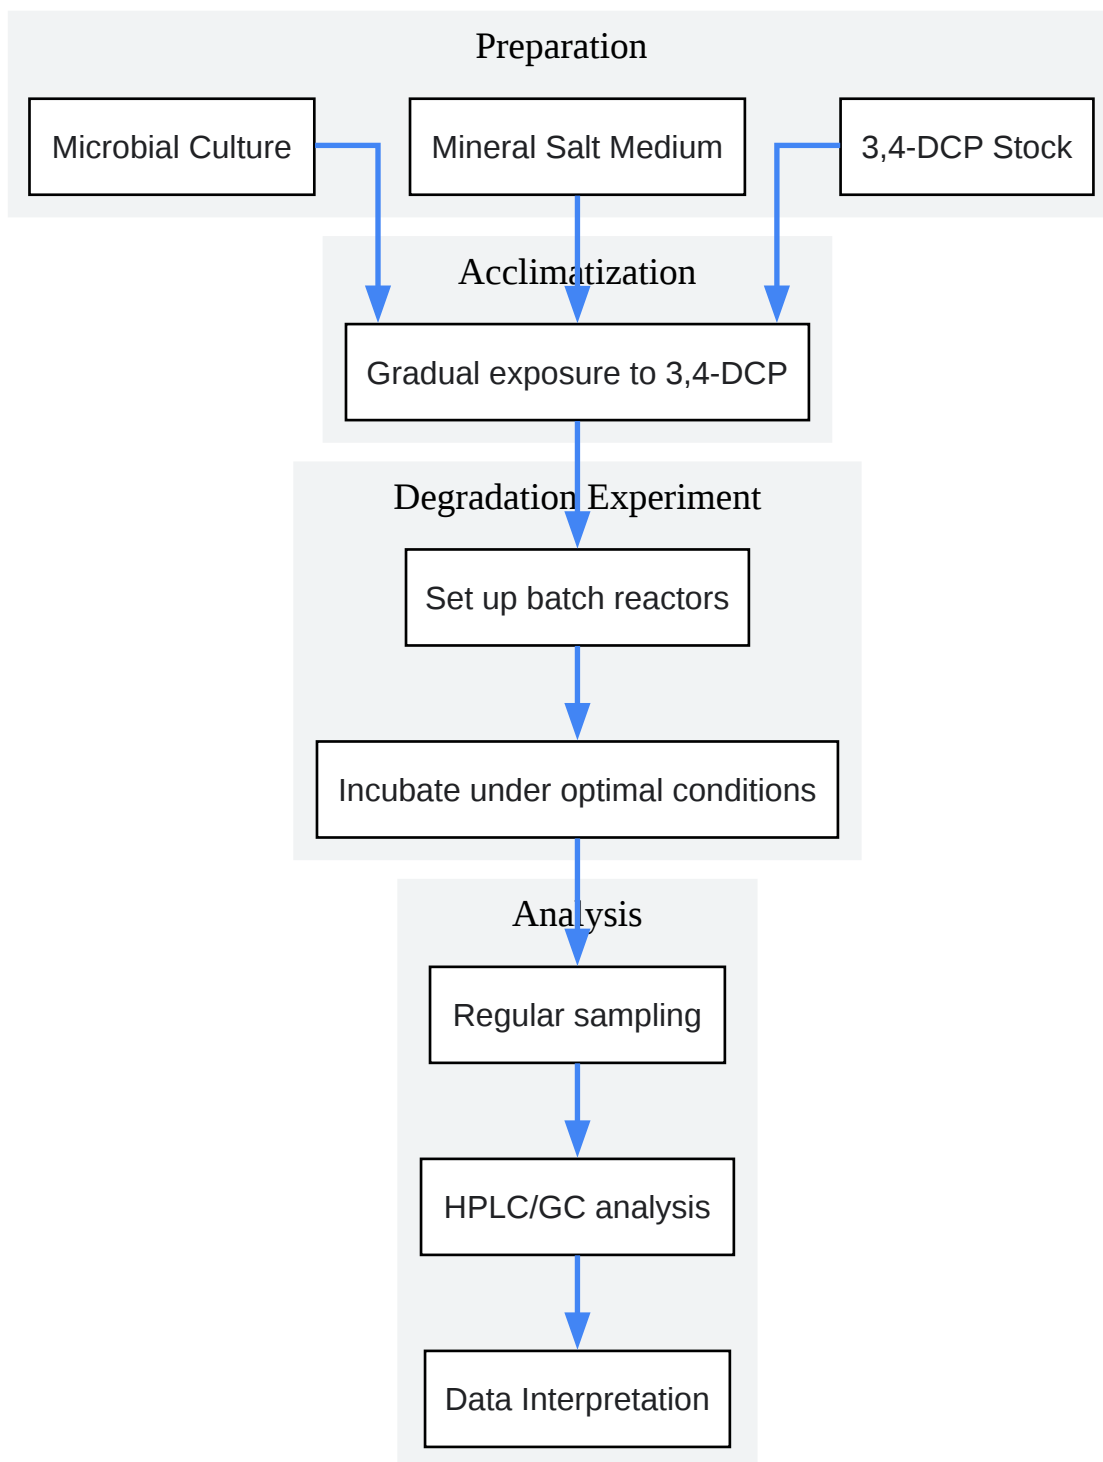 Preparation
Microbial Culture
Mineral Salt Medium
3,4-DCP Stock
Acclimatization
Gradual exposure to 3,4-DCP
Degradation Experiment
Set up batch reactors
Incubate under optimal conditions
Analysis
Regular sampling
HPLC/GC analysis
Data Interpretation